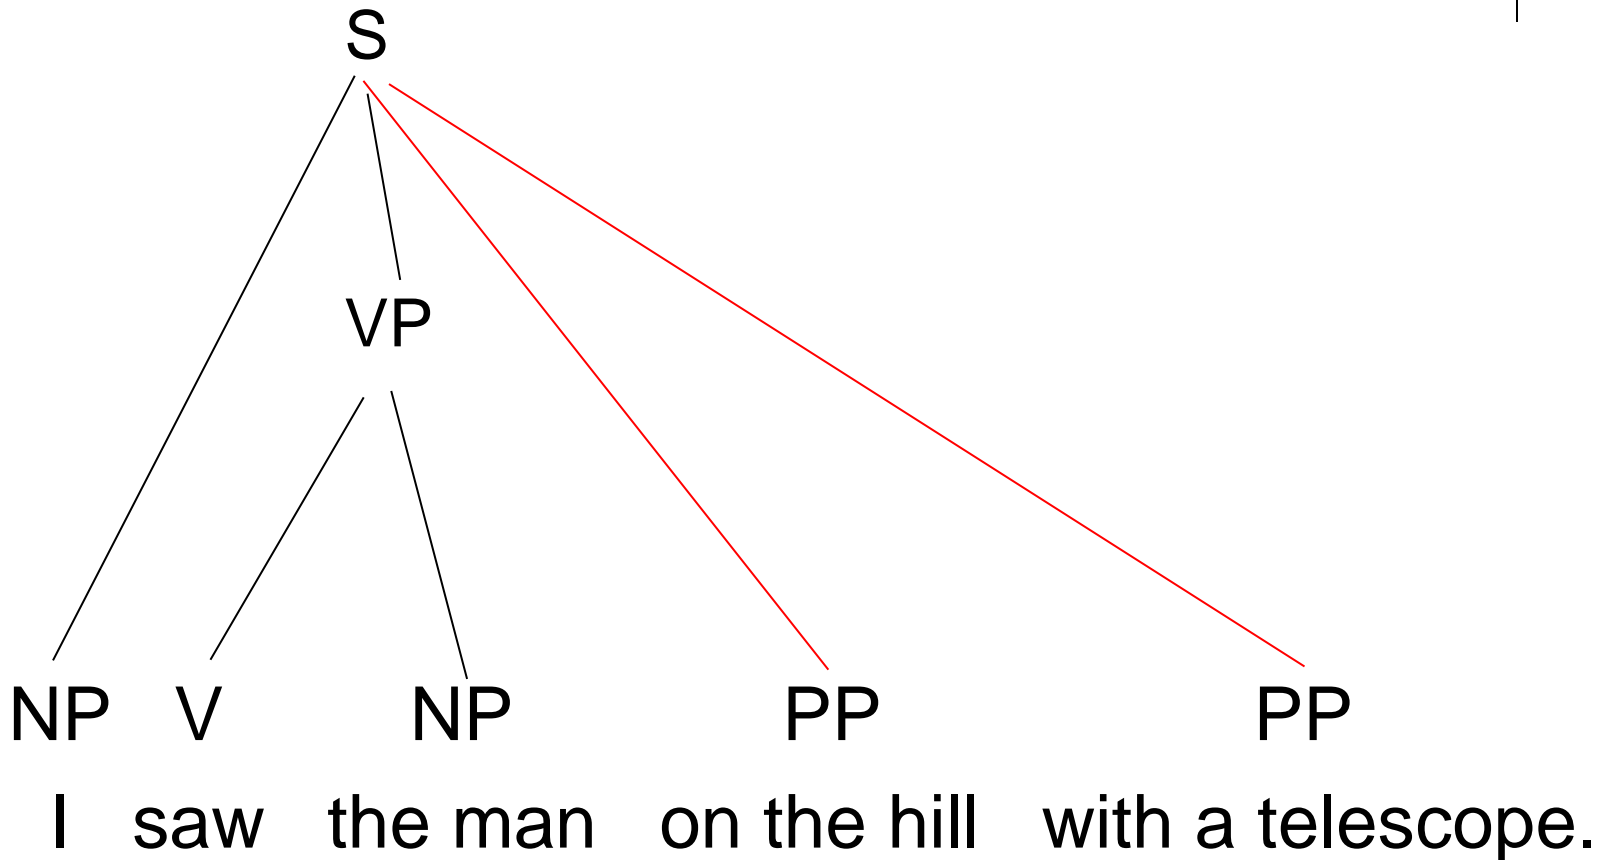 S
VP
NP V NP PP PP
I saw the man on the hill with a telescope.